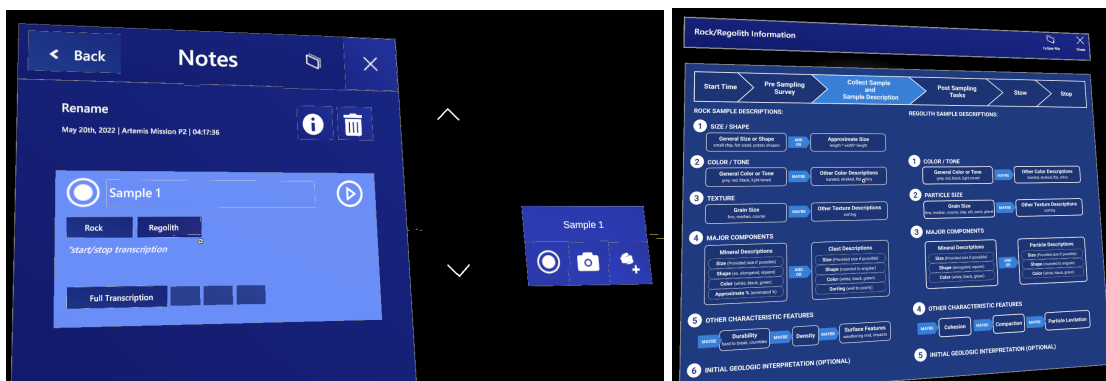 Back
Notes
Rename
May 20th, 2022 | Artemis Mission P2 | 04:17:36
Sample 1
Rock
Regolith
"start/stop transcription
Full Transcription
Sample 1
Rock/Regolith Information
Follow Me
Close
Start Time
Pre Sampling
Survey
Collect Sample
and
Sample Description
Post Sampling
Tasks
Stow
Stop
ROCK SAMPLE DESCRIPTIONS:
1 SIZE / SHAPE
General Size or Shape
small chip, fist sized, potato shaped
AND
OR
Approximate Size
length * width* height
2 COLOR / TONE
General Color or Tone
grey, red, black, light-toned
MAYBE
Other Color Descriptions
banded, streaked, flat, shiny
3 TEXTURE
Grain Size
fine, median, course
MAYBE
Other Texture Descriptions
sorting
4 MAJOR COMPONENTS
Mineral Descriptions
Size (Provided size if possible)
Shape (ex. elongated, square)
Color (white, black, green)
Approximate % (estimated %)
AND
OR
Clast Descriptions
Size (Provided size if possible)
Shape (rounded to angular)
Color (white, black, green)
Sorting (well to poorly)
5 OTHER CHARACTERISTIC FEATURES
MAYBE
Durability
hard to break, crumbles
MAYBE
Density
MAYBE
Surface Features
weathering rind, impacts
6 INITIAL GEOLOGIC INTERPRETATION (OPTIONAL)
REGOLITH SAMPLE DESCRIPTIONS:
1 COLOR / TONE
General Color or Tone
grey, red, black, light-toned
MAYBE
Other Color Descriptions
banded, streaked, flat, shiny
2 PARTICLE SIZE
Grain Size
fine, median, course, clay, silt, sand, gravel
MAYBE
Other Texture Descriptions
sorting
3 MAJOR COMPONENTS
Mineral Descriptions
Size (Provided size if possible)
Shape (elongated, square)
Color (white, black, green)
AND
OR
Particle Descriptions
Size (Provided size if possible)
Shape (rounded to angular)
Color (white, black, green)
4 OTHER CHARACTERISTIC FEATURES
MAYBE
Cohesion
MAYBE
Compaction
MAYBE
Particle Levitation
5 INITIAL GEOLOGIC INTERPRETATION (OPTIONAL)